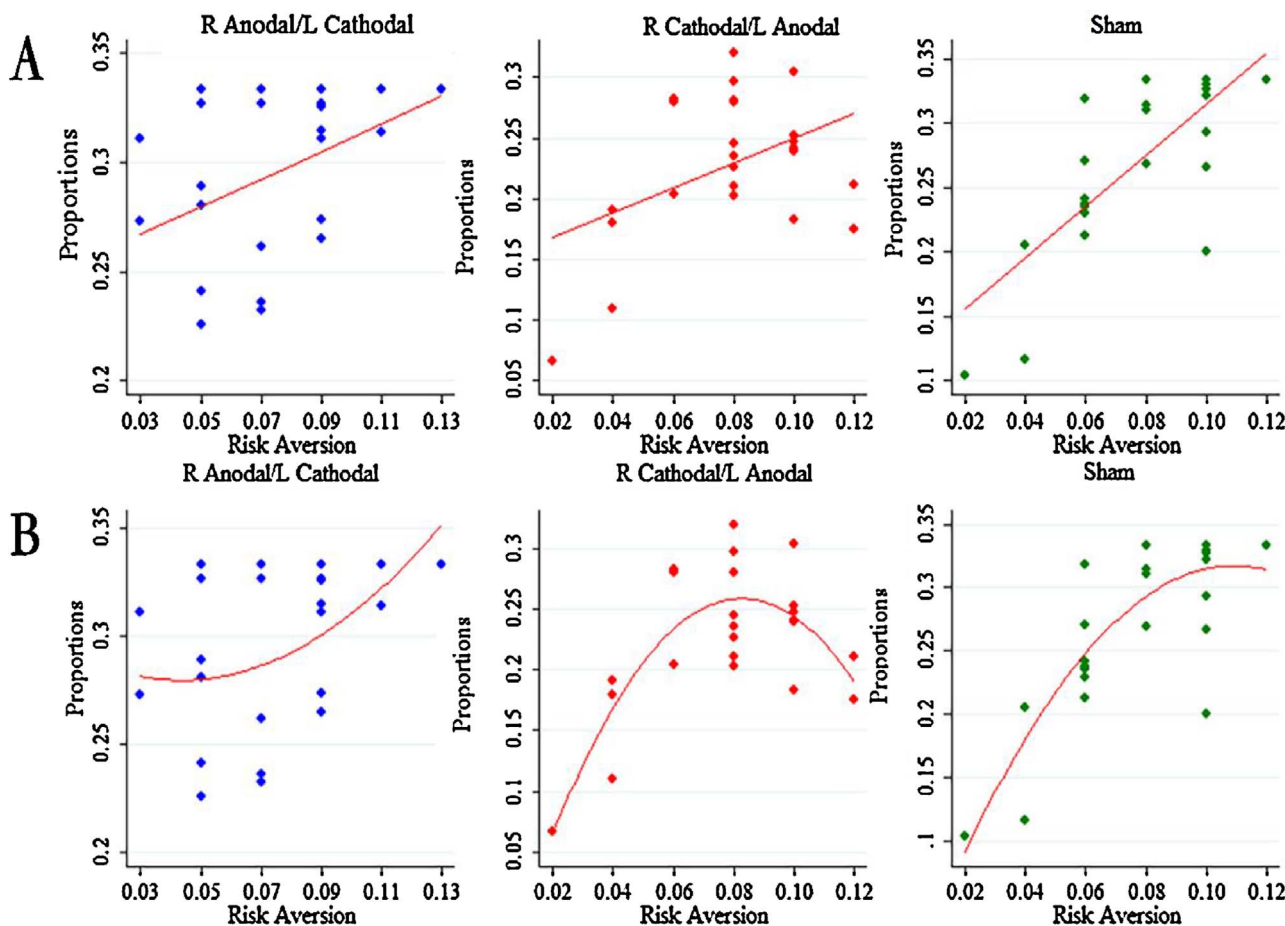 A
R Anodal/L Cathodal
Proportions
0.35
0.3
0.25
0.2
0.03 0.05 0.07 0.09 0.11 0.13
Risk Aversion
R Cathodal/L Anodal
Proportions
0.3
0.25
0.2
0.15
0.1
0.05
0.02 0.04 0.06 0.08 0.10 0.12
Risk Aversion
Sham
Proportions
0.35
0.3
0.25
0.2
0.15
0.1
0.02 0.04 0.06 0.08 0.10 0.12
Risk Aversion
B
R Anodal/L Cathodal
Proportions
0.35
0.3
0.25
0.2
0.03 0.05 0.07 0.09 0.11 0.13
Risk Aversion
R Cathodal/L Anodal
Proportions
0.3
0.25
0.2
0.15
0.1
0.05
0.02 0.04 0.06 0.08 0.10 0.12
Risk Aversion
Sham
Proportions
0.35
0.3
0.25
0.2
0.15
.1
0.02 0.04 0.06 0.08 0.10 0.12
Risk Aversion